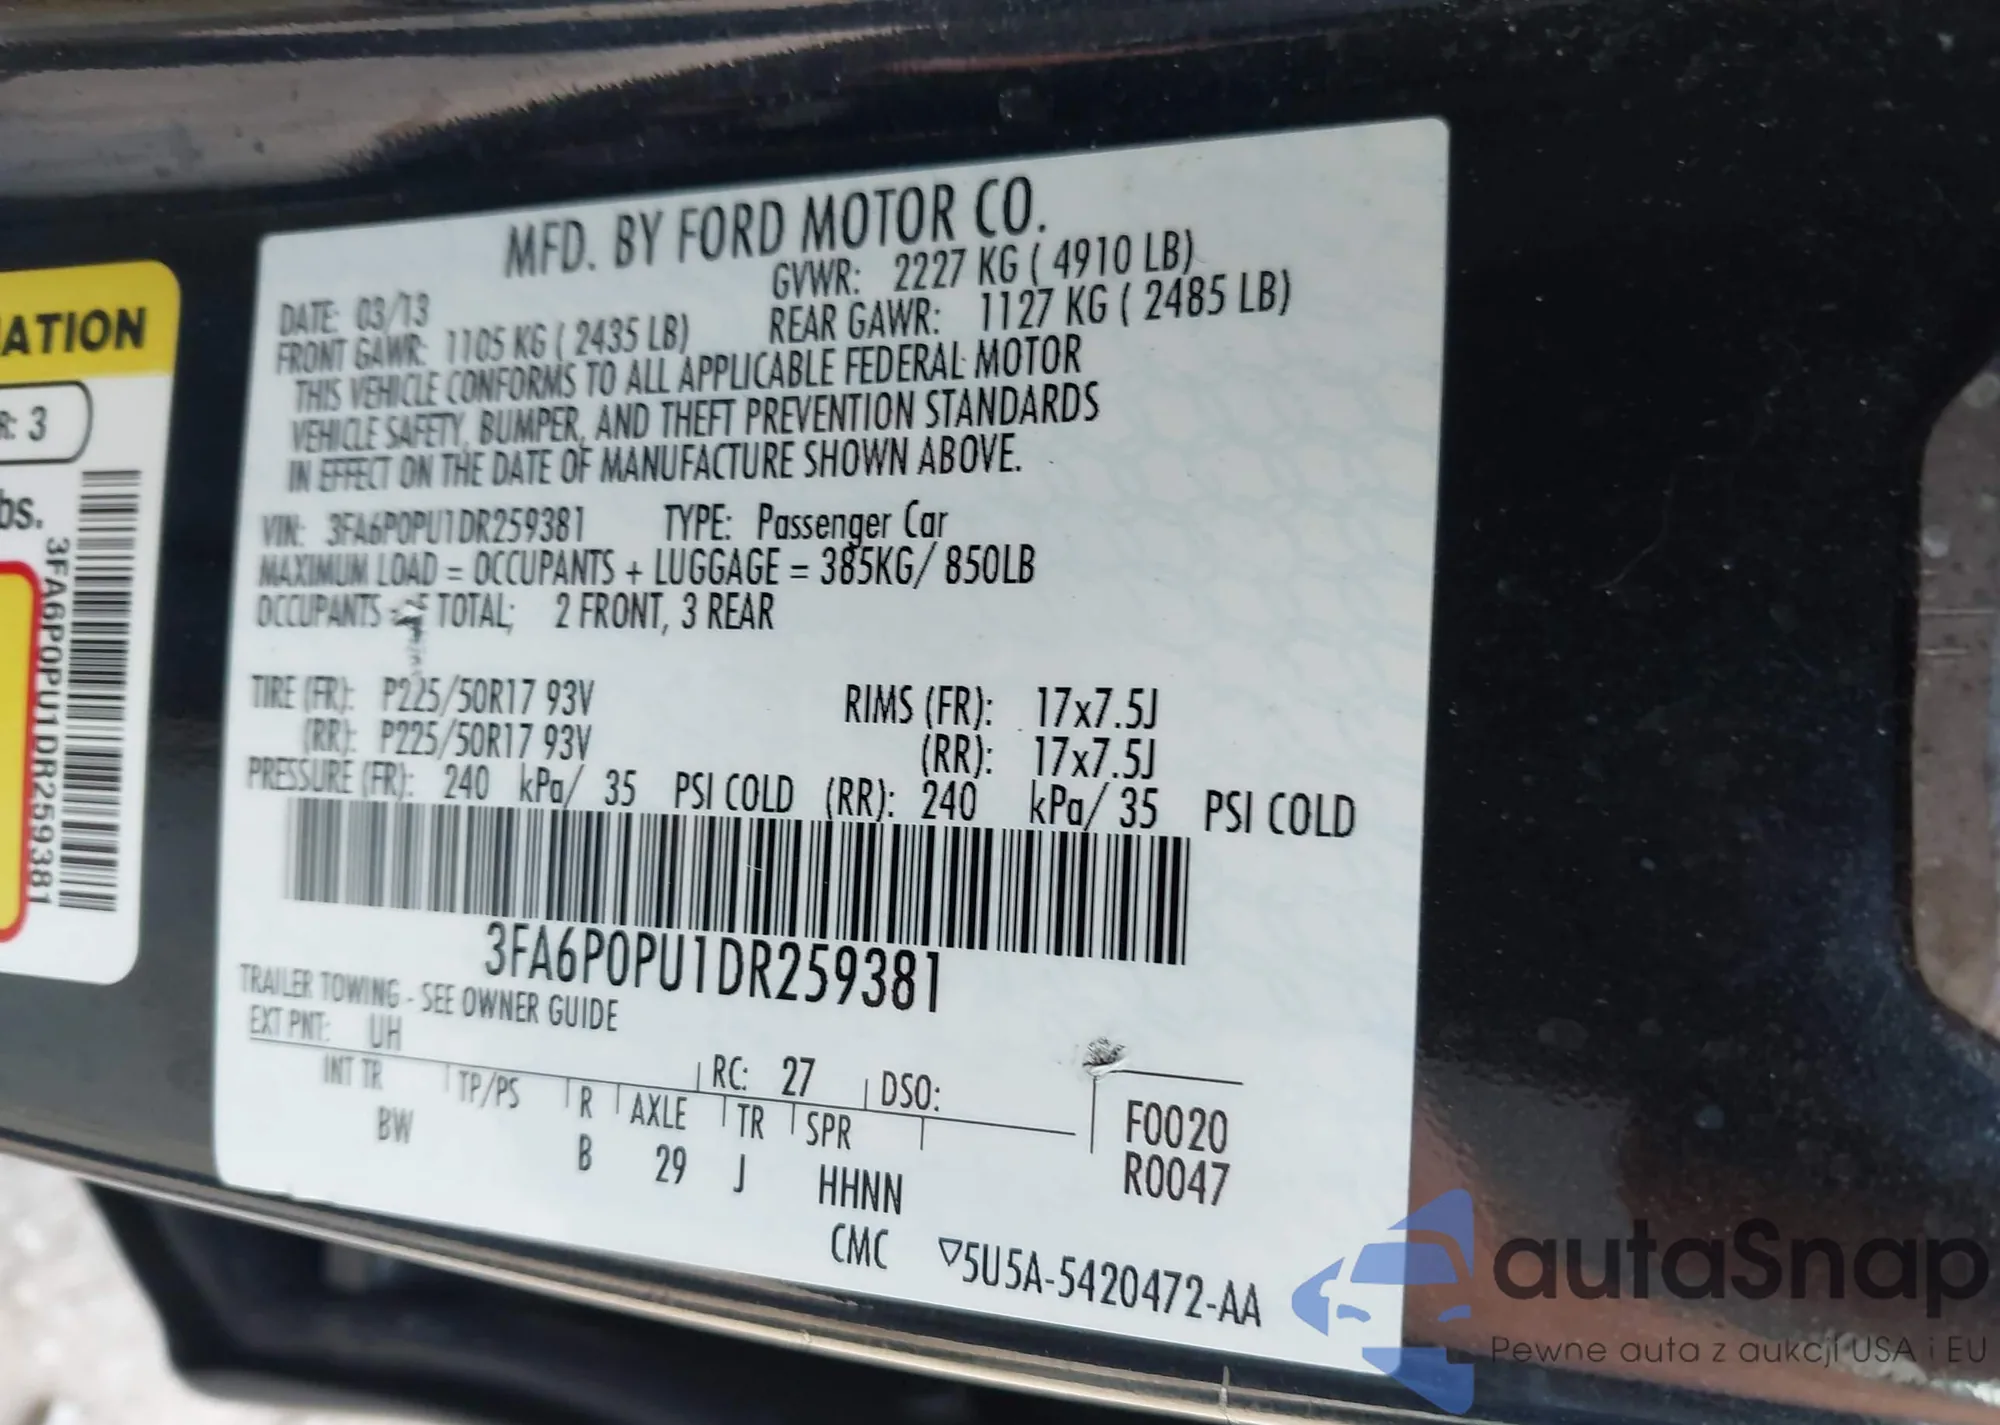 MFD. BY FORD MOTOR CO.
DATE: 03/13 GVWR: 2227 KG ( 4910 LB)
FRONT GAWR: 1105 KG ( 2435 LB) REAR GAWR: 1127 KG ( 2485 LB)
THIS VEHICLE CONFORMS TO ALL APPLICABLE FEDERAL MOTOR
VEHICLE SAFETY, BUMPER, AND THEFT PREVENTION STANDARDS
IN EFFECT ON THE DATE OF MANUFACTURE SHOWN ABOVE.
VIN: 3FA6P0PU1DR259381 TYPE: Passenger Car
MAXIMUM LOAD = OCCUPANTS + LUGGAGE = 385KG/ 850LB
OCCUPANTS = TOTAL; 2 FRONT, 3 REAR
TIRE (FR): P225/50R17 93V RIMS (FR): 17x7.5J
(RR): P225/50R17 93V (RR): 17x7.5J
PRESSURE (FR): 240 kPa/ 35 PSI COLD (RR): 240 kPa/ 35 PSI COLD
3FA6P0PU1DR259381
TRAILER TOWING - SEE OWNER GUIDE
EXT PNT: UH RC: 27 DSO:
INT TR TP/PS R AXLE TR SPR F0020
BW B 29 J HHNN R0047
CMC ▽5U5A-5420472-AA
ATION
R: 3
bs.
3FA6P0PU1DR259381
autaSnap
Pewne auta z aukcji USA i EU